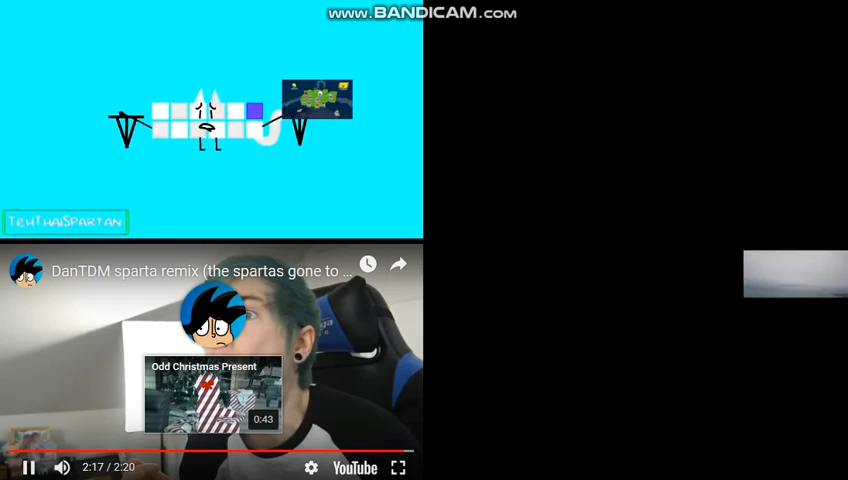 www.BANDICAM.com
TEHTHAISPARTAN
DanTDM sparta remix (the spartas gone to ...
Odd Christmas Present
0:43
2:17 / 2:20
YouTube